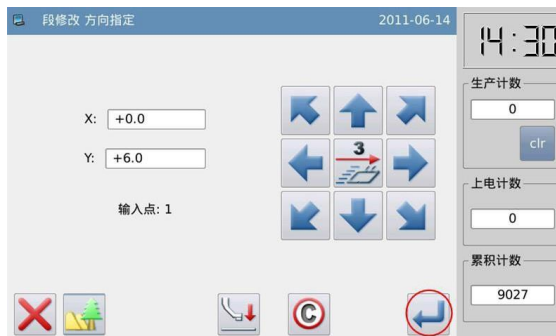 段修改 方向指定 2011-06-14
14:30
生产计数
0
clr
X: +0.0
Y: +6.0
3
输入点: 1
上电计数
0
累积计数
9027
C